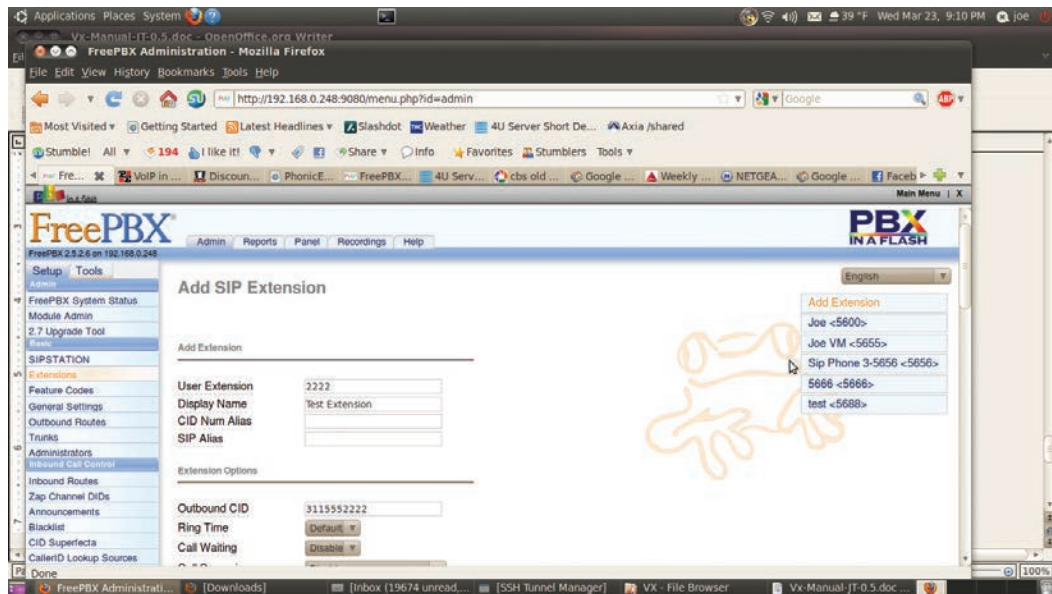 Applications Places System 39 °F Wed Mar 23, 9:10 PM joe
Vx-Manual-IT-0.5.doc - OpenOffice.org Writer
FreePBX Administration - Mozilla Firefox
File Edit View History Bookmarks Tools Help
http://192.168.0.248:9080/menu.php?id=admin Google ABP
Most Visited Getting Started Latest Headlines Slashdot Weather 4U Server Short De... Axia /shared
Stumble! All 194 I like it! Share Info Favorites Stumblers Tools
Fre... VoIP in ... Discoun... PhonicE... FreePBX... 4U Serv... cbs old ... Google ... Weekly ... NETGEA... Google ... Faceb
Main Menu | X
FreePBX
Admin Reports Panel Recordings Help
PBX
IN A FLASH
FreePBX 2.5.2.6 on 192.168.0.248
Setup Tools
English
Admin
FreePBX System Status
Module Admin
2.7 Upgrade Tool
Basic
SIPSTATION
Extensions
Feature Codes
General Settings
Outbound Routes
Trunks
Administrators
Inbound Call Control
Inbound Routes
Zap Channel DIDs
Announcements
Blacklist
CID Superfecta
CallerID Lookup Sources
Add SIP Extension
Add Extension
User Extension 2222
Display Name Test Extension
CID Num Alias
SIP Alias
Extension Options
Outbound CID 3115552222
Ring Time Default
Call Waiting Disable
Add Extension
Joe <5600>
Joe VM <5655>
Sip Phone 3-5656 <5656>
5666 <5666>
test <5688>
Done
100%
FreePBX Administrati... [Downloads] [Inbox (19674 unread,... [SSH Tunnel Manager] VX - File Browser Vx-Manual-JT-0.5.doc ...